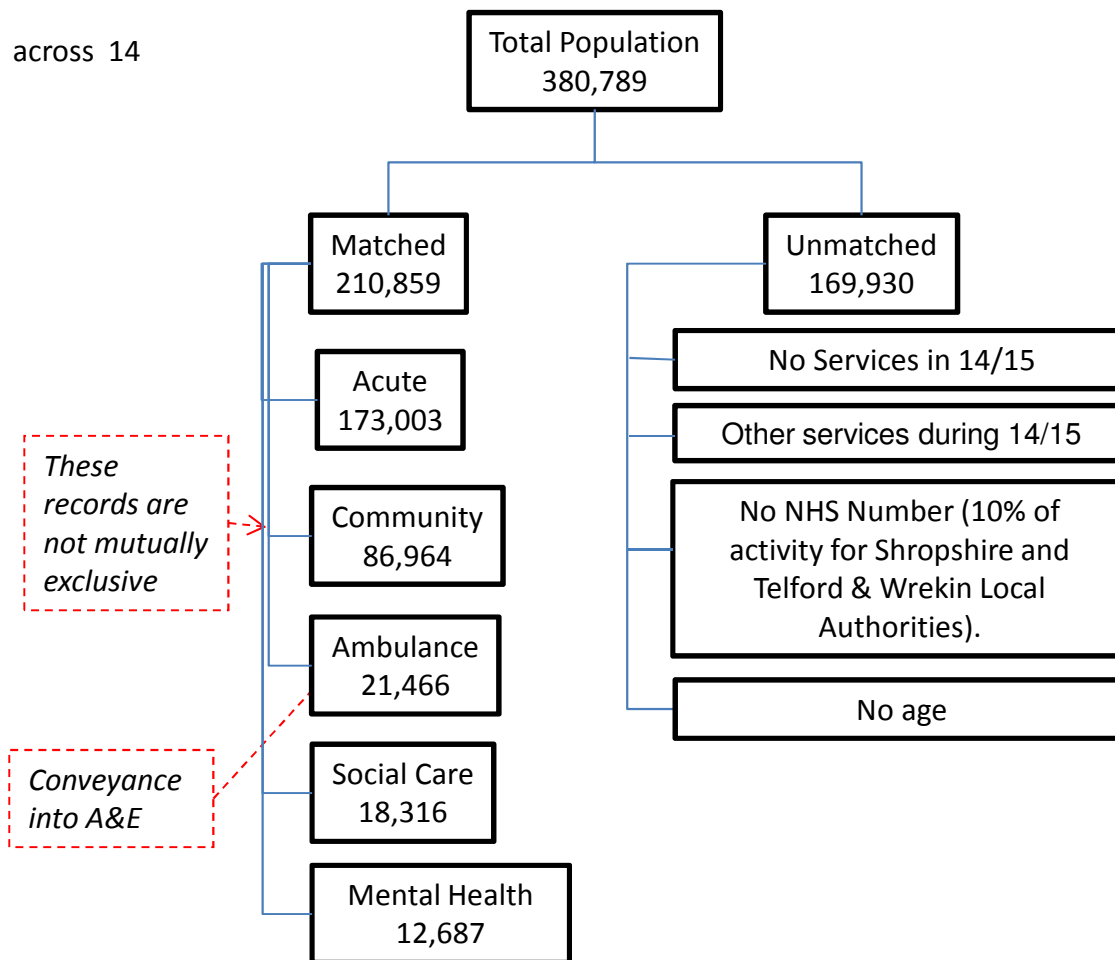 across 14
Total Population
380,789
Matched
210,859
Unmatched
169,930
Acute
173,003
Community
86,964
Ambulance
21,466
Social Care
18,316
Mental Health
12,687
These
records are
not mutually
exclusive
Conveyance
into A&E
No Services in 14/15
Other services during 14/15
No NHS Number (10% of
activity for Shropshire and
Telford & Wrekin Local
Authorities).
No age